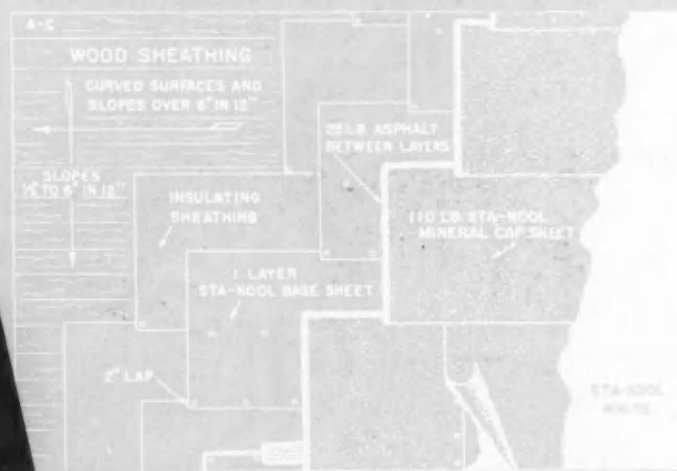 A-C
WOOD SHEATHING
CURVED SURFACES AND
SLOPES OVER 6" IN 12"
25 LB. ASPHALT
BETWEEN LAYERS
SLOPES
½" TO 6" IN 12"
INSULATING
SHEATHING
110 LB. STA-KOOL
MINERAL CAP SHEET
1 LAYER
STA-KOOL BASE SHEET
2" LAP
STA-KOOL
WHITE